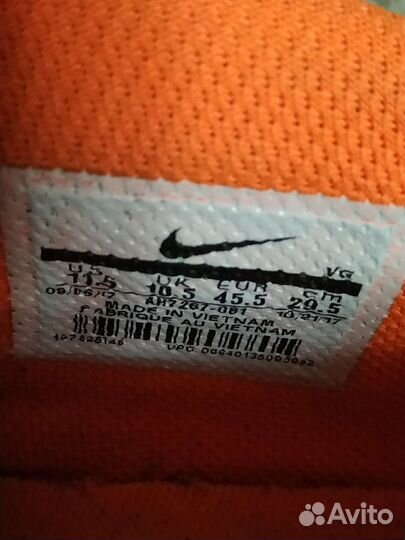 US UK EUR cm VG
11.5 10.5 45.5 29.5
09/06/17 AH7267-081 10/21/17
MADE IN VIETNAM
FABRIQUE AU VIETNAM
Avito